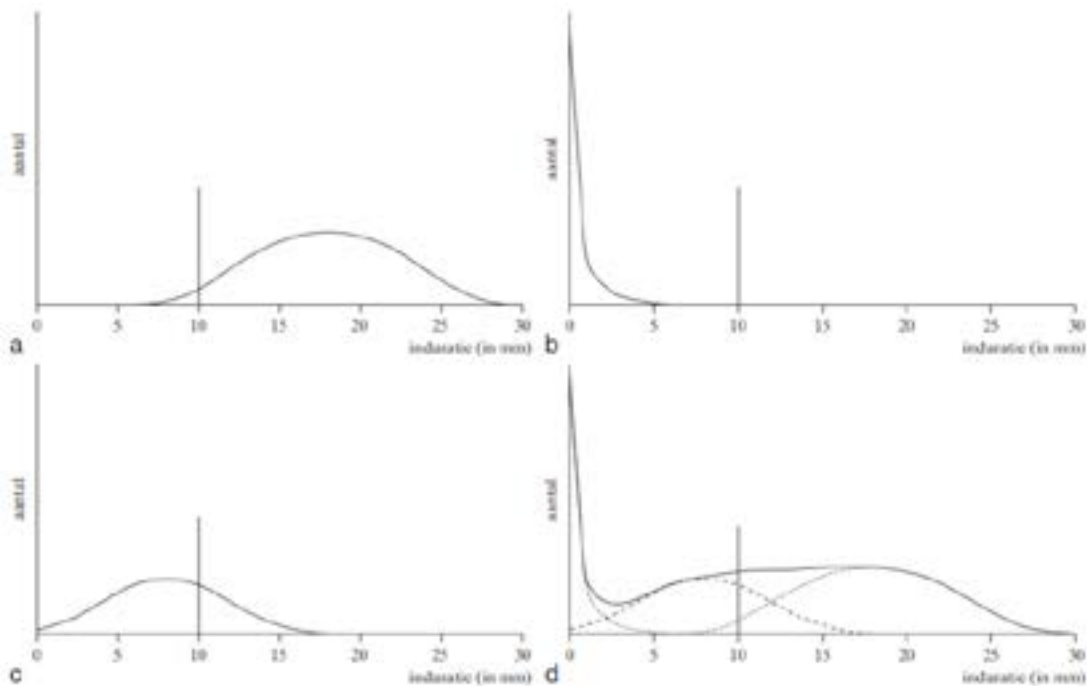 aantal
0 5 10 15 20 25 30
a induratie (in mm)
aantal
0 5 10 15 20 25 30
b induratie (in mm)
aantal
0 5 10 15 20 25 30
c induratie (in mm)
aantal
0 5 10 15 20 25 30
d induratie (in mm)